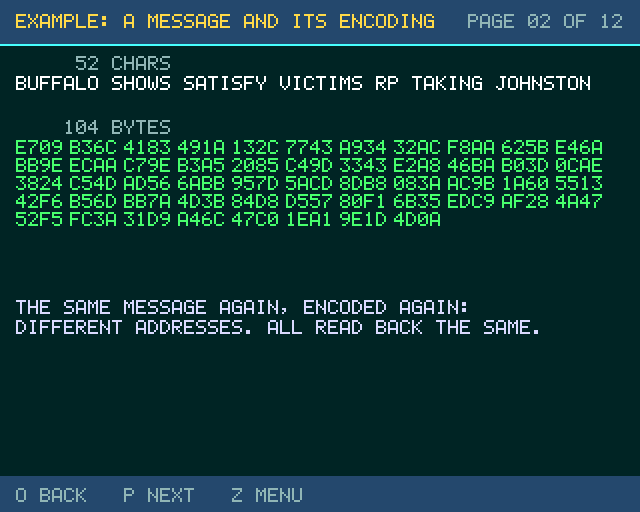 EXAMPLE: A MESSAGE AND ITS ENCODING PAGE 02 OF 12
52 CHARS
BUFFALO SHOWS SATISFY VICTIMS RP TAKING JOHNSTON
104 BYTES
E709 B36C 4183 491A 132C 7743 A934 32AC F8AA 625B E46A
BB9E ECAA C79E B3A5 2085 C49D 3343 E2A8 46BA B03D 0CAE
3824 C54D AD56 6ABB 957D 5ACD 8DB8 083A AC9B 1A60 5513
42F6 B56D BB7A 4D3B 84D8 D557 80F1 6B35 EDC9 AF28 4A47
52F5 FC3A 31D9 A46C 47C0 1EA1 9E1D 4D0A
THE SAME MESSAGE AGAIN, ENCODED AGAIN:
DIFFERENT ADDRESSES. ALL READ BACK THE SAME.
O BACK P NEXT Z MENU